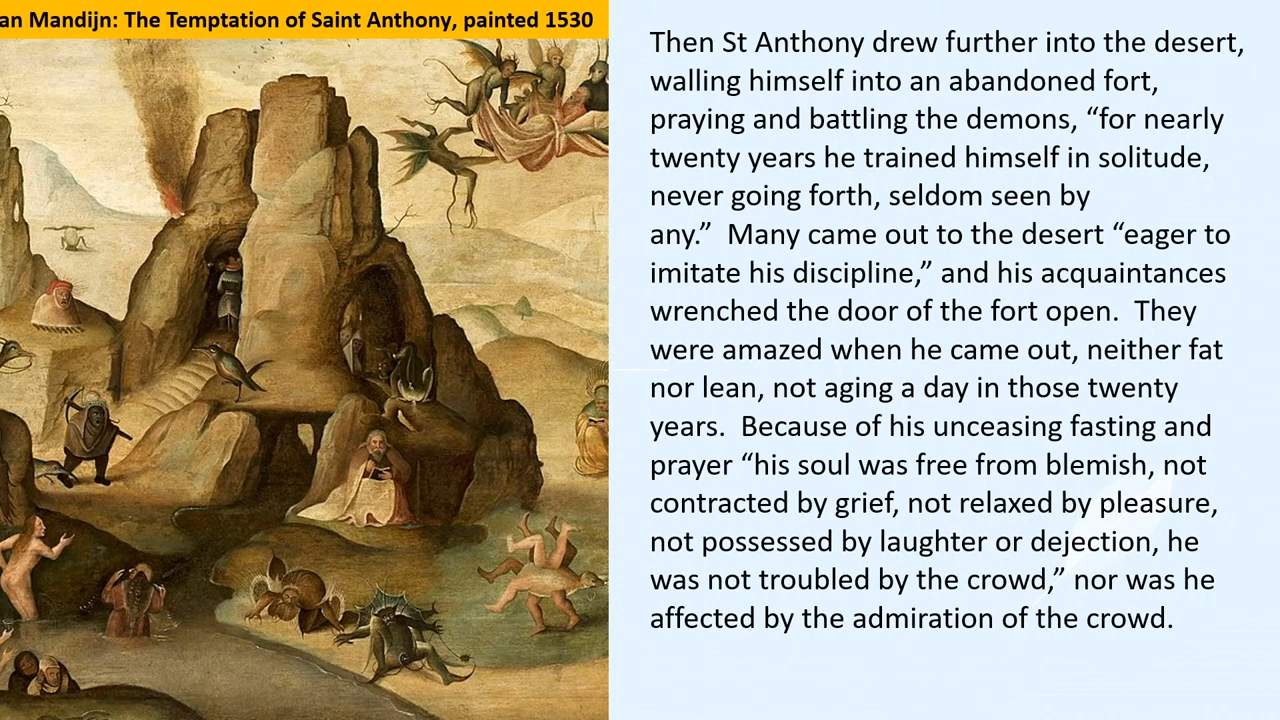 an Mandijn: The Temptation of Saint Anthony, painted 1530
Then St Anthony drew further into the desert,
walling himself into an abandoned fort,
praying and battling the demons, “for nearly
twenty years he trained himself in solitude,
never going forth, seldom seen by
any.”  Many came out to the desert “eager to
imitate his discipline,” and his acquaintances
wrenched the door of the fort open.  They
were amazed when he came out, neither fat
nor lean, not aging a day in those twenty
years.  Because of his unceasing fasting and
prayer “his soul was free from blemish, not
contracted by grief, not relaxed by pleasure,
not possessed by laughter or dejection, he
was not troubled by the crowd,” nor was he
affected by the admiration of the crowd.